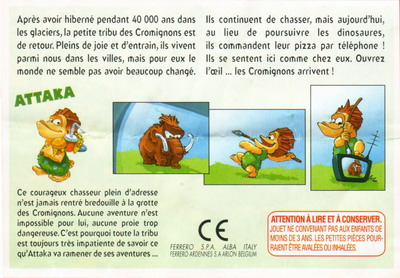 Après avoir hiberné pendant 40 000 ans dans
les glaciers, la petite tribu des Cromignons est
de retour. Pleins de joie et d'entrain, ils vivent
parmi nous dans les villes, mais pour eux le
monde ne semble pas avoir beaucoup changé.
Ils continuent de chasser, mais aujourd'hui,
au lieu de poursuivre les dinosaures,
ils commandent leur pizza par téléphone !
Ils se sentent ici comme chez eux. Ouvrez
l'œil ... les Cromignons arrivent !
ATTAKA
Ce courageux chasseur plein d'adresse
n'est jamais rentré bredouille à la grotte
des Cromignons. Aucune aventure n'est
impossible pour lui, aucune proie trop
dangereuse. C'est pourquoi toute la tribu
est toujours très impatiente de savoir ce
qu'Attaka va ramener de ses aventures ...
CE
FERRERO S.P.A. ALBA ITALY
FERRERO ARDENNES S.A ARLON BELGIUM
ATTENTION À LIRE ET À CONSERVER.
JOUET NE CONVENANT PAS AUX ENFANTS DE
MOINS DE 3 ANS. LES PETITES PIÈCES POUR-
RAIENT ÊTRE AVALÉES OU INHALÉES.